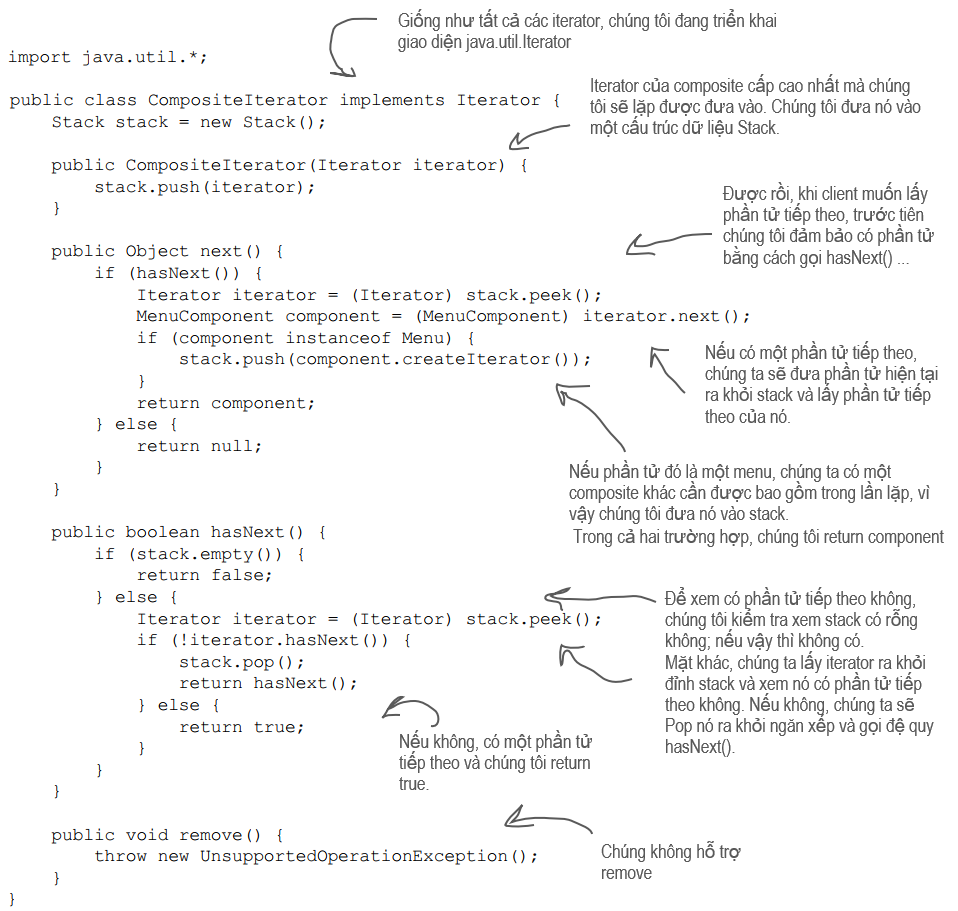 Giống như tất cả các iterator, chúng tôi đang triển khai
giao diện java.util.Iterator
import java.util.*;
public class CompositeIterator implements Iterator {
Stack stack = new Stack();
Iterator của composite cấp cao nhất mà chúng
tôi sẽ lặp được đưa vào. Chúng tôi đưa nó vào
một cấu trúc dữ liệu Stack.
public CompositeIterator(Iterator iterator) {
stack.push(iterator);
}
Được rồi, khi client muốn lấy
phần tử tiếp theo, trước tiên
chúng tôi đảm bảo có phần tử
bằng cách gọi hasNext() ...
public Object next() {
if (hasNext()) {
Iterator iterator = (Iterator) stack.peek();
MenuComponent component = (MenuComponent) iterator.next();
if (component instanceof Menu) {
stack.push(component.createIterator());
}
return component;
} else {
return null;
}
}
Nếu có một phần tử tiếp theo,
chúng ta sẽ đưa phần tử hiện tại
ra khỏi stack và lấy phần tử tiếp
theo của nó.
Nếu phần tử đó là một menu, chúng ta có một
composite khác cần được bao gồm trong lần lặp, vì
vậy chúng tôi đưa nó vào stack.
Trong cả hai trường hợp, chúng tôi return component
public boolean hasNext() {
if (stack.empty()) {
return false;
} else {
Iterator iterator = (Iterator) stack.peek();
if (!iterator.hasNext()) {
stack.pop();
return hasNext();
} else {
return true;
}
}
}
Để xem có phần tử tiếp theo không,
chúng tôi kiểm tra xem stack có rỗng
không; nếu vậy thì không có.
Mặt khác, chúng ta lấy iterator ra khỏi
đỉnh stack và xem nó có phần tử tiếp
theo không. Nếu không, chúng ta sẽ
Pop nó ra khỏi ngăn xếp và gọi đệ quy
hasNext().
Nếu không, có một phần tử
tiếp theo và chúng tôi return
true.
public void remove() {
throw new UnsupportedOperationException();
}
}
Chúng không hỗ trợ
remove